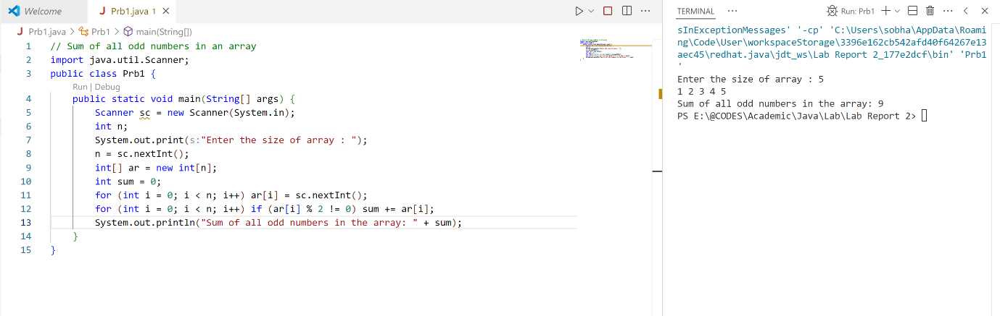 Welcome
J Prb1.java 1
J Prb1.java > Prb1 > main(String[])
1 // Sum of all odd numbers in an array
2 import java.util.Scanner;
3 public class Prb1 {
Run | Debug
4 public static void main(String[] args) {
5 Scanner sc = new Scanner(System.in);
6 int n;
7 System.out.print(s:"Enter the size of array : ");
8 n = sc.nextInt();
9 int[] ar = new int[n];
10 int sum = 0;
11 for (int i = 0; i < n; i++) ar[i] = sc.nextInt();
12 for (int i = 0; i < n; i++) if (ar[i] % 2 != 0) sum += ar[i];
13 System.out.println("Sum of all odd numbers in the array: " + sum);
14 }
15 }
TERMINAL
Run: Prb1
sInExceptionMessages' '-cp' 'C:\Users\sobha\AppData\Roami
ng\Code\User\workspaceStorage\3396e162cb542afd40f64267e13
aec45\redhat.java\jdt_ws\Lab Report 2_177e2dcf\bin' 'Prb1
'
Enter the size of array : 5
1 2 3 4 5
Sum of all odd numbers in the array: 9
PS E:\@CODES\Academic\Java\Lab\Lab Report 2>